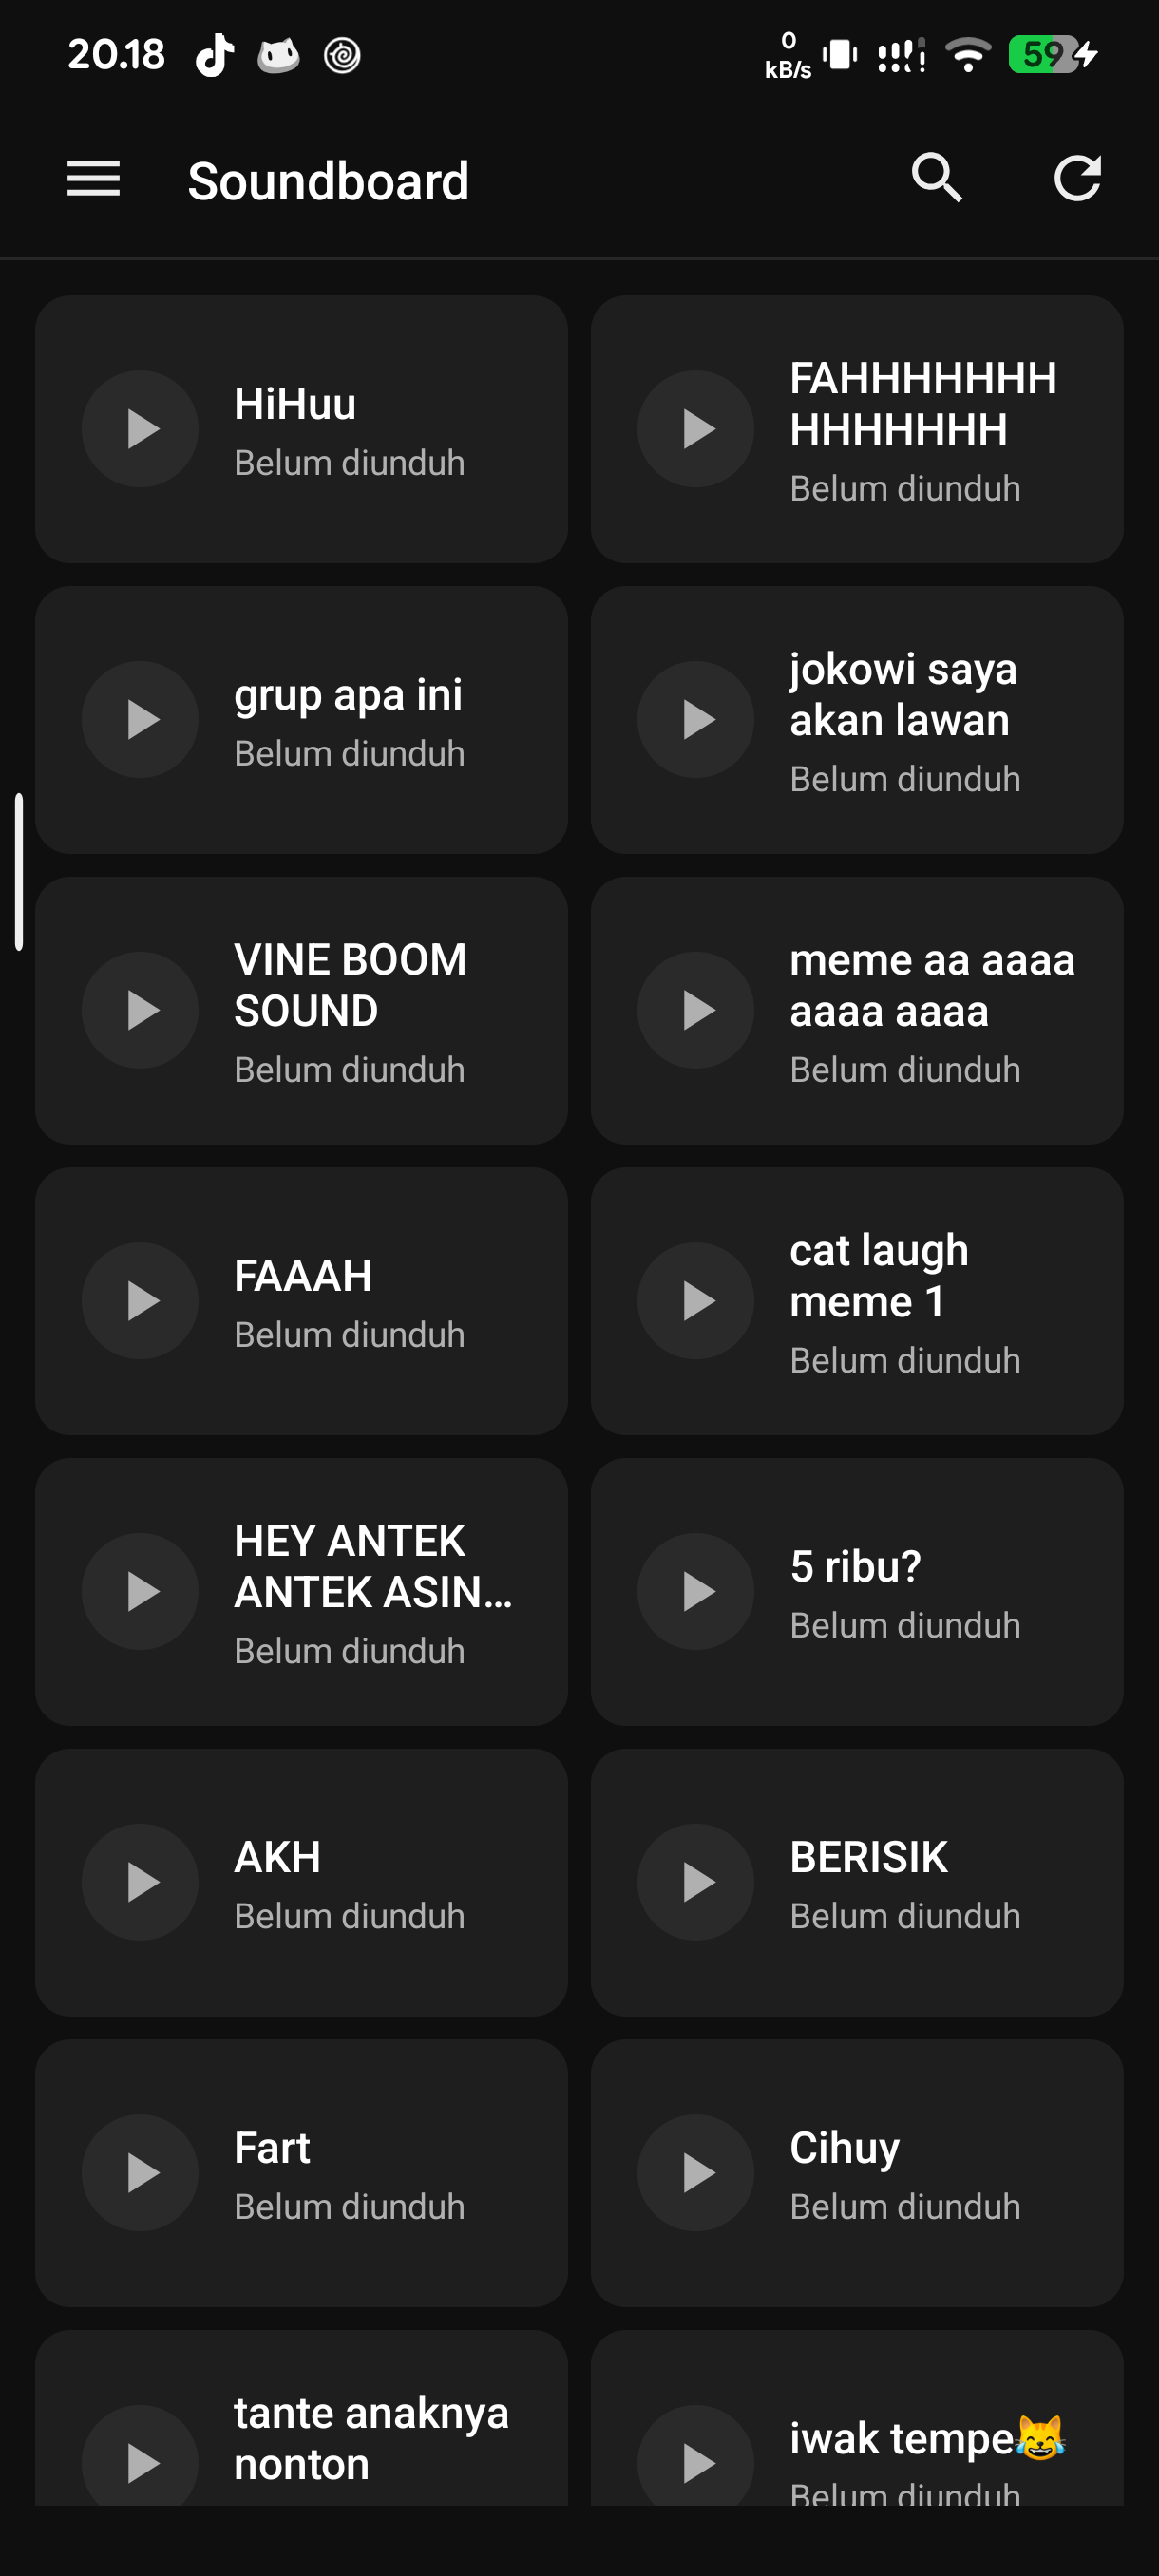 20.18
0
kB/s
59
Soundboard
HiHuu
Belum diunduh
FAHHHHHHH
HHHHHHH
Belum diunduh
grup apa ini
Belum diunduh
jokowi saya
akan lawan
Belum diunduh
VINE BOOM
SOUND
Belum diunduh
meme aa aaaa
aaaa aaaa
Belum diunduh
FAAAH
Belum diunduh
cat laugh
meme 1
Belum diunduh
HEY ANTEK
ANTEK ASIN...
Belum diunduh
5 ribu?
Belum diunduh
AKH
Belum diunduh
BERISIK
Belum diunduh
Fart
Belum diunduh
Cihuy
Belum diunduh
tante anaknya
nonton
iwak tempe😹
Belum diunduh